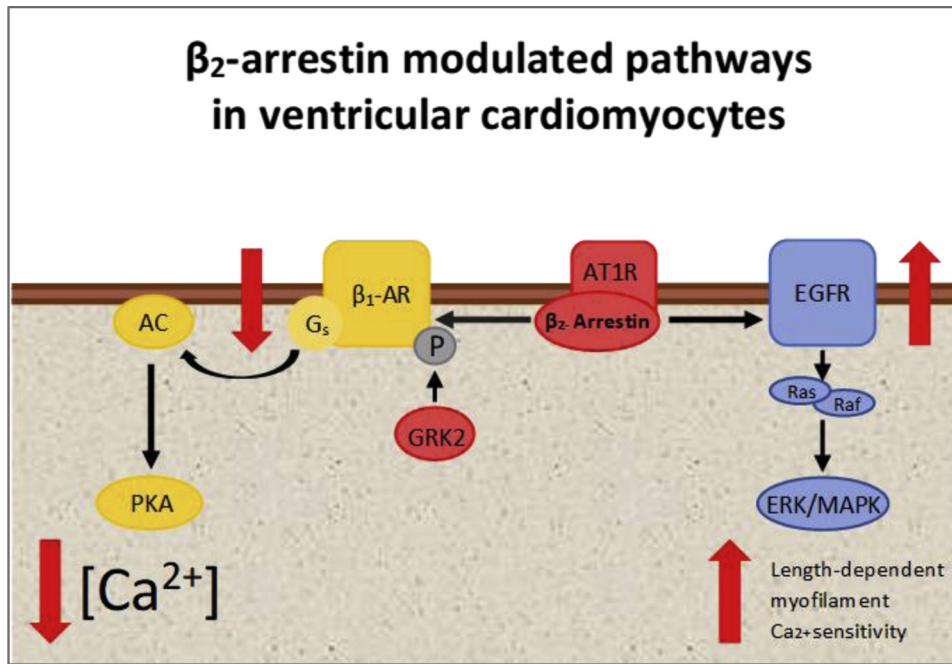 β₂-arrestin modulated pathways
in ventricular cardiomyocytes
AT1R
β₁-AR
EGFR
AC
Gₛ
β₂- Arrestin
P
Ras
Raf
GRK2
PKA
ERK/MAPK
[Ca²⁺]
Length-dependent
myofilament
Ca2+sensitivity